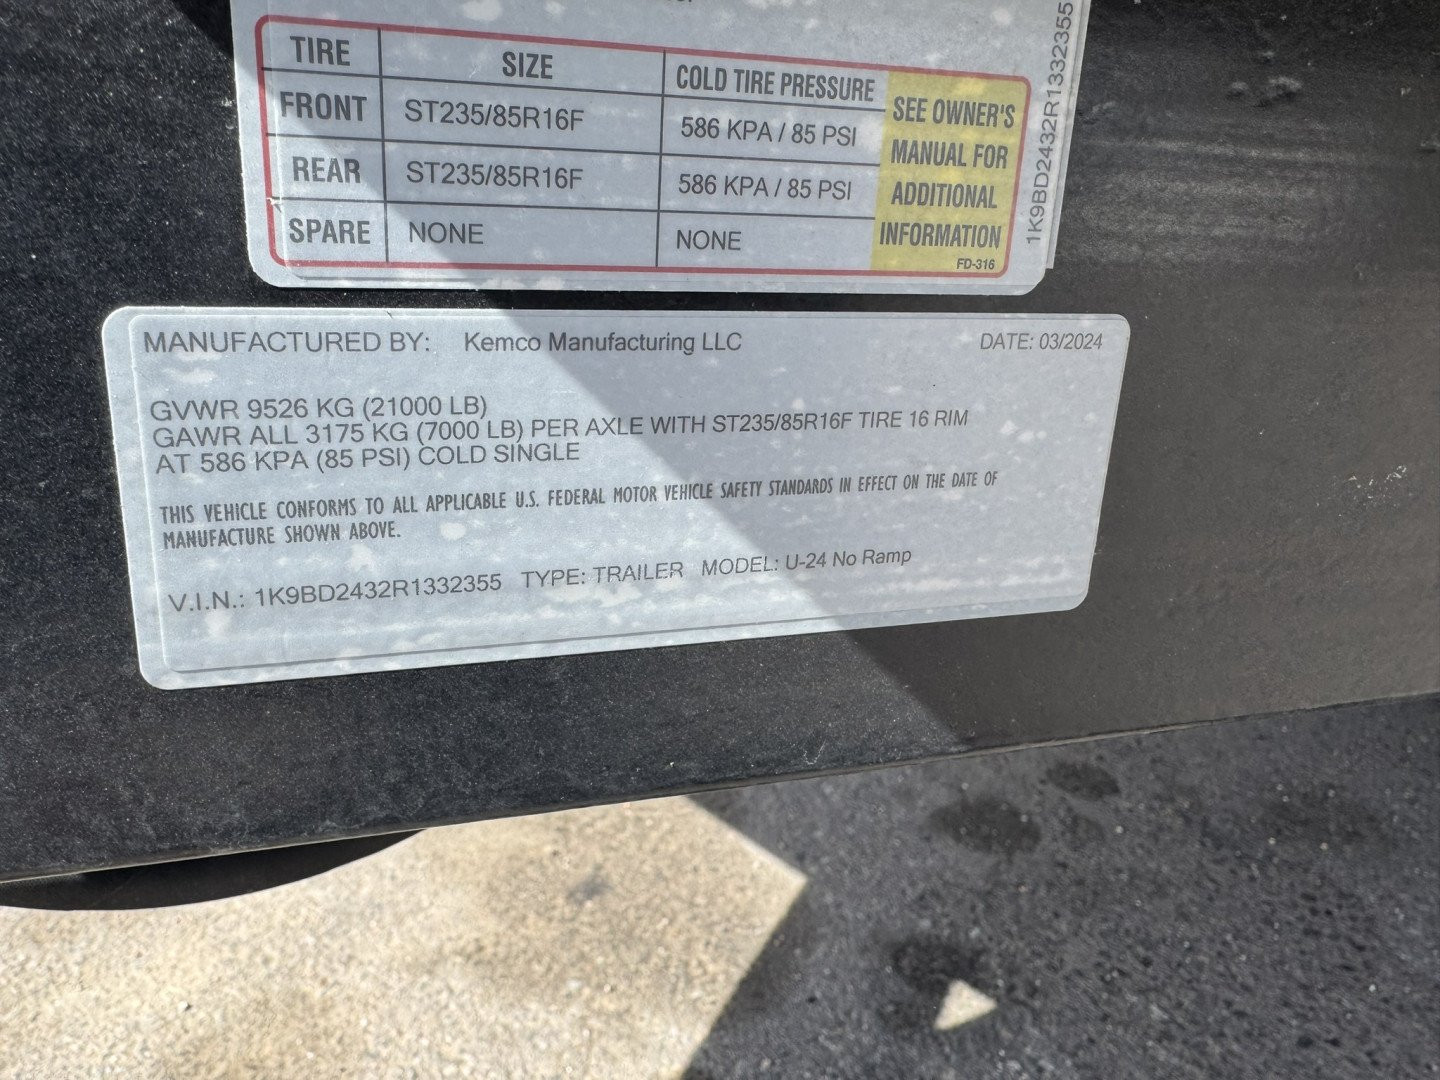 TIRE SIZE COLD TIRE PRESSURE SEE OWNER'S MANUAL FOR ADDITIONAL INFORMATION
FRONT ST235/85R16F 586 KPA / 85 PSI
REAR ST235/85R16F 586 KPA / 85 PSI
SPARE NONE NONE
FD-316
1K9BD2432R1332355
MANUFACTURED BY: Kemco Manufacturing LLC DATE: 03/2024
GVWR 9526 KG (21000 LB)
GAWR ALL 3175 KG (7000 LB) PER AXLE WITH ST235/85R16F TIRE 16 RIM
AT 586 KPA (85 PSI) COLD SINGLE
THIS VEHICLE CONFORMS TO ALL APPLICABLE U.S. FEDERAL MOTOR VEHICLE SAFETY STANDARDS IN EFFECT ON THE DATE OF
MANUFACTURE SHOWN ABOVE.
V.I.N.: 1K9BD2432R1332355 TYPE: TRAILER MODEL: U-24 No Ramp